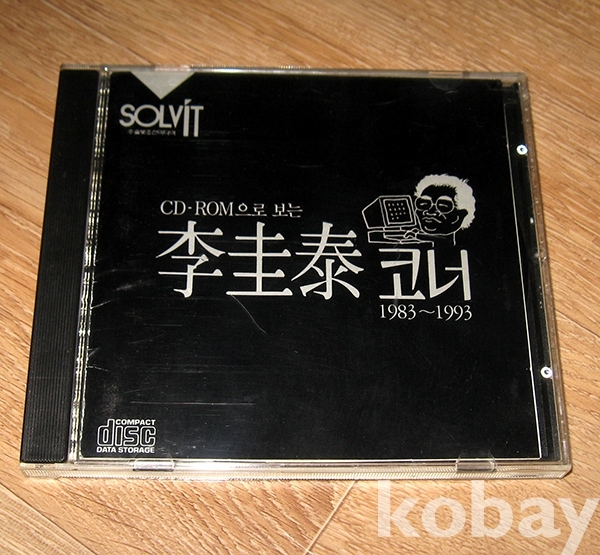 SOLVIT
CD-ROM으로 보는
李圭泰 코너
1983~1993
COMPACT
disc
DATA STORAGE
kobay